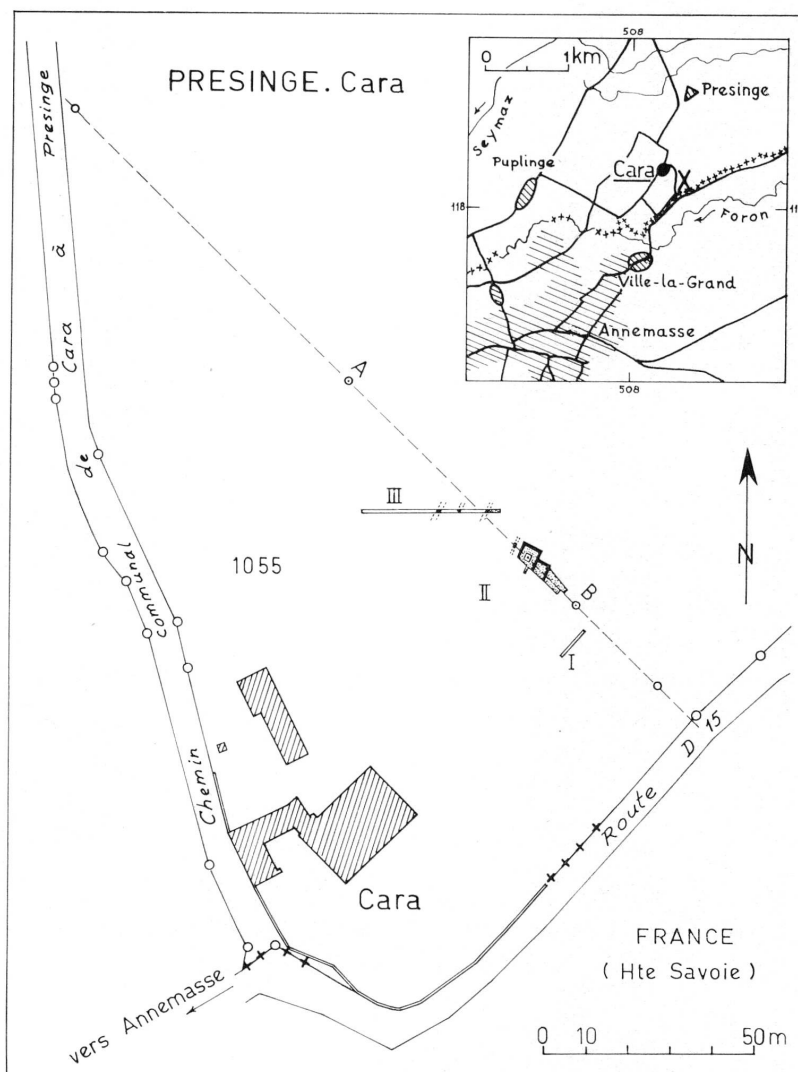 PRESINGE. Cara
508
0 1km
Presinge
Seymaz
Puplinge
Cara
X
118
11
Foron
Ville-la-Grand
Annemasse
508
Chemin communal de Cara à Presinge
A
III
1055
II
B
I
N
Route D 15
Cara
FRANCE
(Hte Savoie)
vers Annemasse
0 10 50m